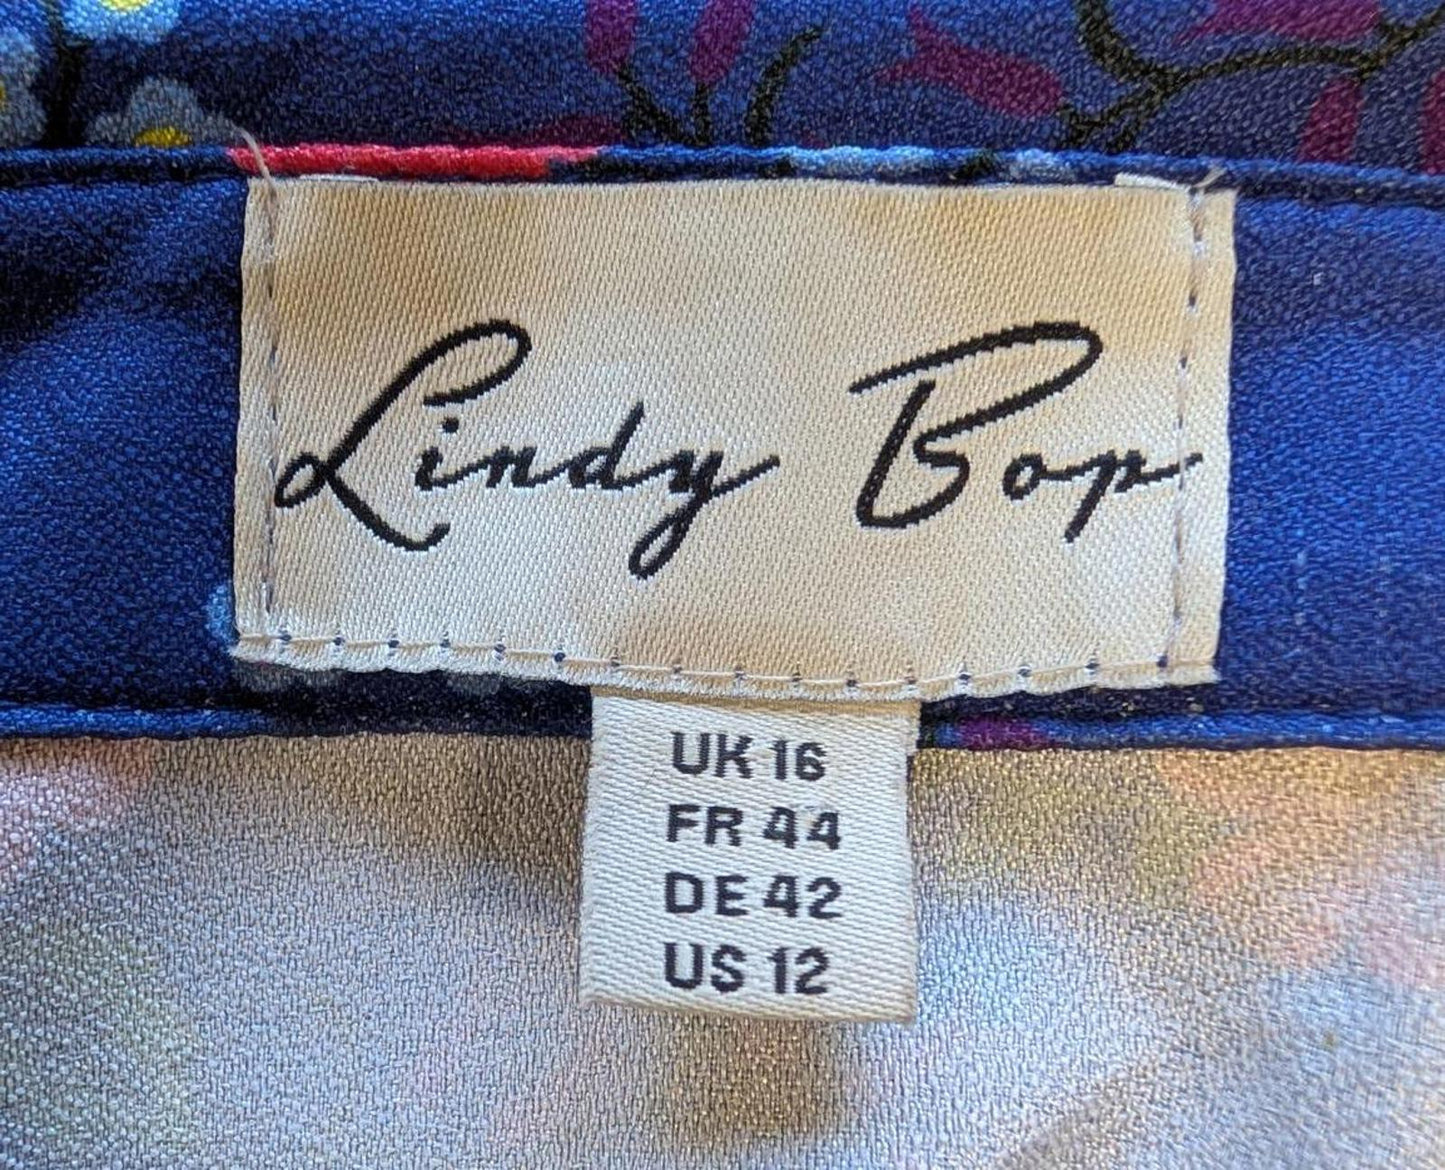 Lindy Bop
UK 16
FR 44
DE 42
US 12